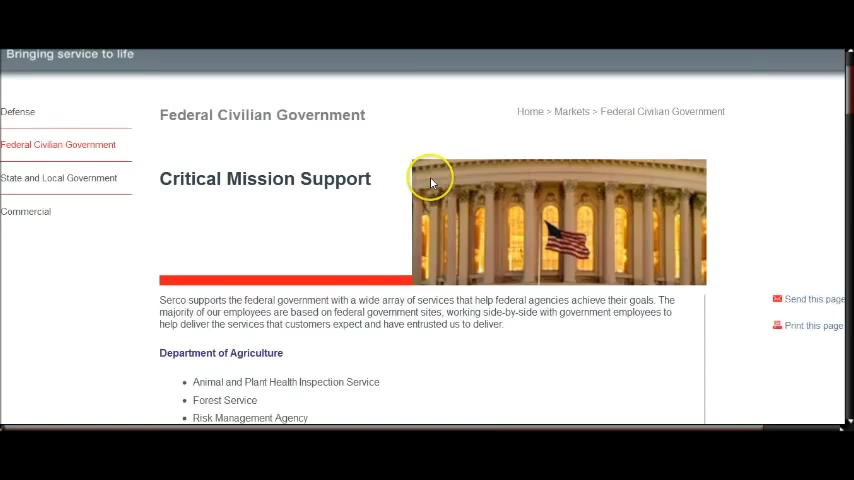 Bringing service to life
Defense
Federal Civilian Government
State and Local Government
Commercial
Federal Civilian Government
Home > Markets > Federal Civilian Government
Critical Mission Support
Serco supports the federal government with a wide array of services that help federal agencies achieve their goals. The
majority of our employees are based on federal government sites, working side-by-side with government employees to
help deliver the services that customers expect and have entrusted us to deliver.
Send this page
Print this page
Department of Agriculture
• Animal and Plant Health Inspection Service
• Forest Service
• Risk Management Agency